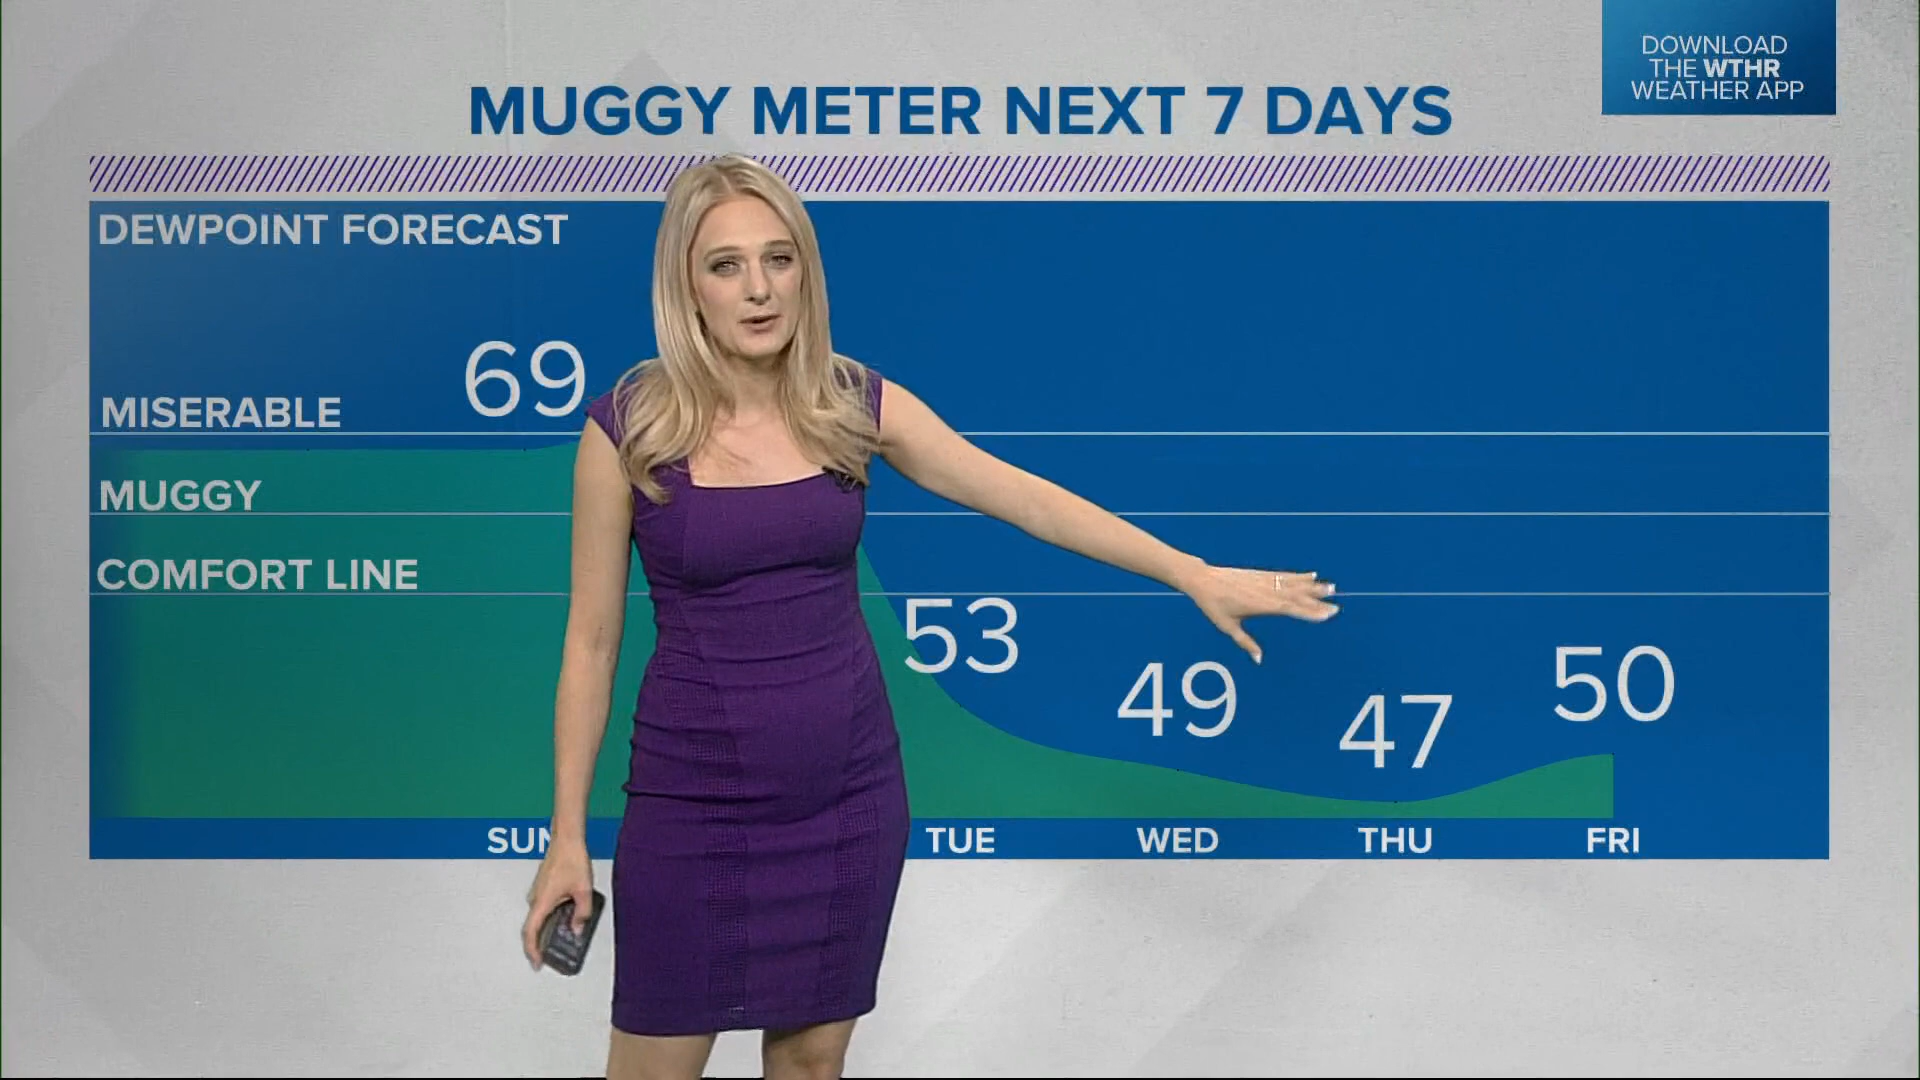 DOWNLOAD
THE WTHR
WEATHER APP
MUGGY METER NEXT 7 DAYS
DEWPOINT FORECAST
69
MISERABLE
MUGGY
COMFORT LINE
53
49
47
50
SUN TUE WED THU FRI